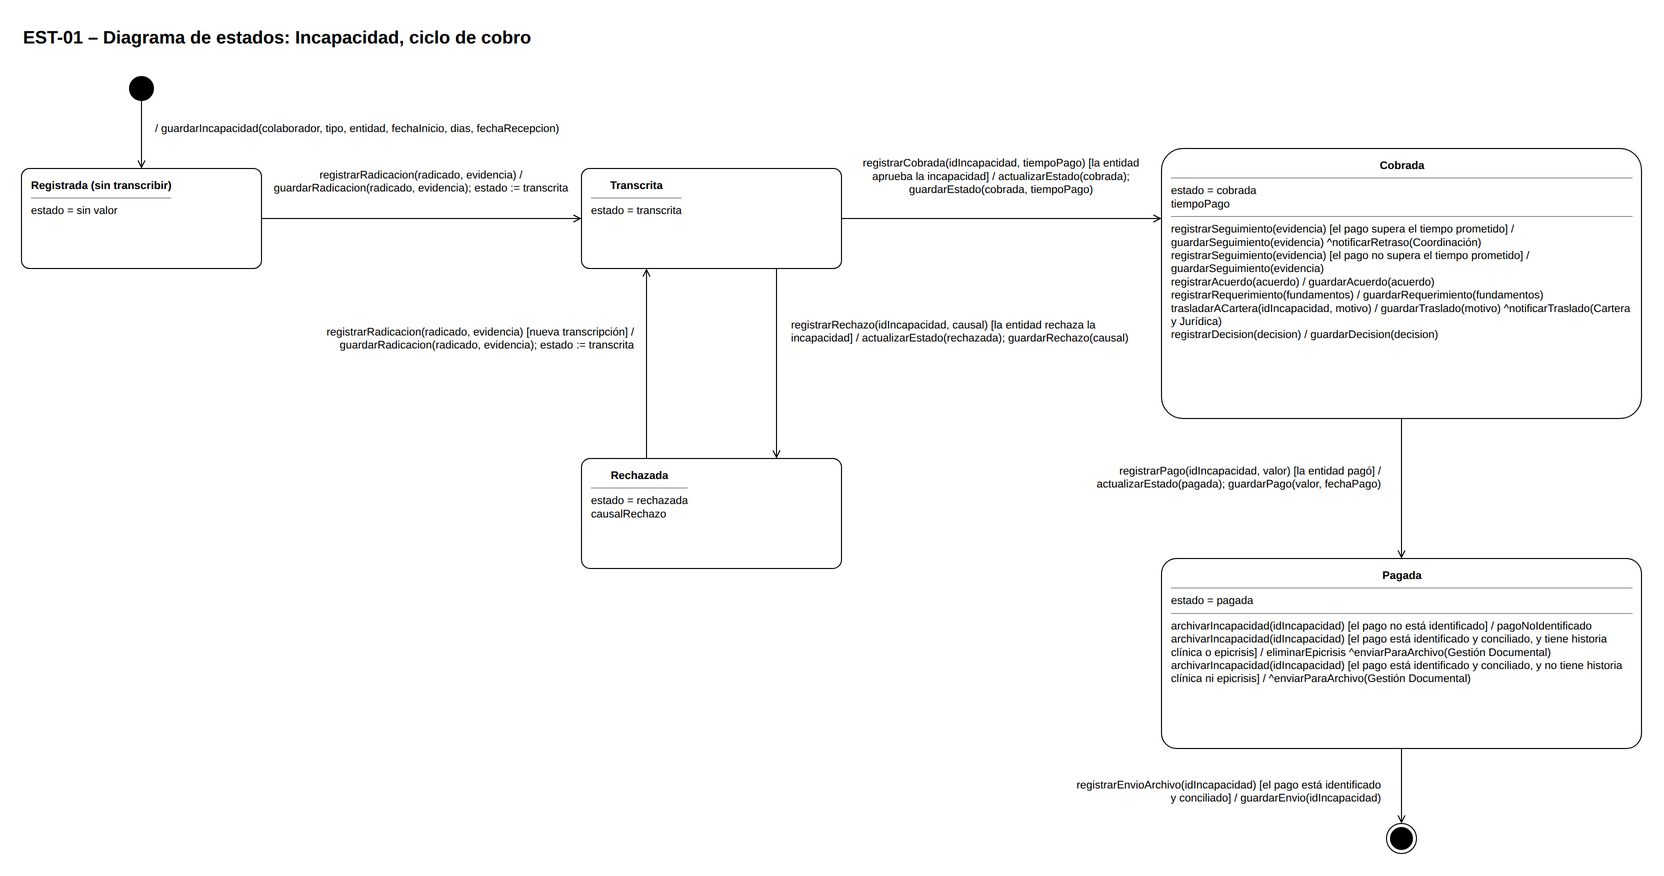 EST-01 – Diagrama de estados: Incapacidad, ciclo de cobro
/ guardarIncapacidad(colaborador, tipo, entidad, fechaInicio, dias, fechaRecepcion)
Registrada (sin transcribir)
estado = sin valor
registrarRadicacion(radicado, evidencia) /
guardarRadicacion(radicado, evidencia); estado := transcrita
Transcrita
estado = transcrita
registrarCobrada(idIncapacidad, tiempoPago) [la entidad
aprueba la incapacidad] / actualizarEstado(cobrada);
guardarEstado(cobrada, tiempoPago)
Cobrada
estado = cobrada
tiempoPago
registrarSeguimiento(evidencia) [el pago supera el tiempo prometido] /
guardarSeguimiento(evidencia) ^notificarRetraso(Coordinación)
registrarSeguimiento(evidencia) [el pago no supera el tiempo prometido] /
guardarSeguimiento(evidencia)
registrarAcuerdo(acuerdo) / guardarAcuerdo(acuerdo)
registrarRequerimiento(fundamentos) / guardarRequerimiento(fundamentos)
trasladarACartera(idIncapacidad, motivo) / guardarTraslado(motivo) ^notificarTraslado(Cartera
y Jurídica)
registrarDecision(decision) / guardarDecision(decision)
registrarRadicacion(radicado, evidencia) [nueva transcripción] /
guardarRadicacion(radicado, evidencia); estado := transcrita
registrarRechazo(idIncapacidad, causal) [la entidad rechaza la
incapacidad] / actualizarEstado(rechazada); guardarRechazo(causal)
Rechazada
estado = rechazada
causalRechazo
registrarPago(idIncapacidad, valor) [la entidad pagó] /
actualizarEstado(pagada); guardarPago(valor, fechaPago)
Pagada
estado = pagada
archivarIncapacidad(idIncapacidad) [el pago no está identificado] / pagoNoIdentificado
archivarIncapacidad(idIncapacidad) [el pago está identificado y conciliado, y tiene historia
clínica o epicrisis] / eliminarEpicrisis ^enviarParaArchivo(Gestión Documental)
archivarIncapacidad(idIncapacidad) [el pago está identificado y conciliado, y no tiene historia
clínica ni epicrisis] / ^enviarParaArchivo(Gestión Documental)
registrarEnvioArchivo(idIncapacidad) [el pago está identificado
y conciliado] / guardarEnvio(idIncapacidad)